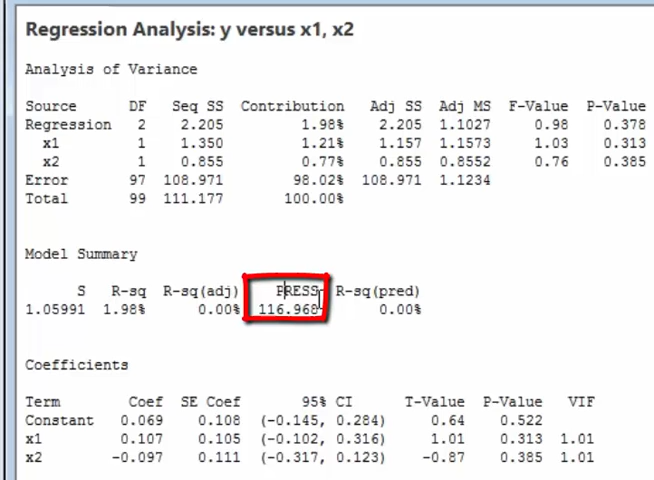 Regression Analysis: y versus x1, x2
Analysis of Variance
Source DF Seq SS Contribution Adj SS Adj MS F-Value P-Value
Regression 2 2.205 1.98% 2.205 1.1027 0.98 0.378
x1 1 1.350 1.21% 1.157 1.1573 1.03 0.313
x2 1 0.855 0.77% 0.855 0.8552 0.76 0.385
Error 97 108.971 98.02% 108.971 1.1234
Total 99 111.177 100.00%
Model Summary
S R-sq R-sq(adj) PRESS R-sq(pred)
1.05991 1.98% 0.00% 116.968 0.00%
Coefficients
Term Coef SE Coef 95% CI T-Value P-Value VIF
Constant 0.069 0.108 (-0.145, 0.284) 0.64 0.522
x1 0.107 0.105 (-0.102, 0.316) 1.01 0.313 1.01
x2 -0.097 0.111 (-0.317, 0.123) -0.87 0.385 1.01